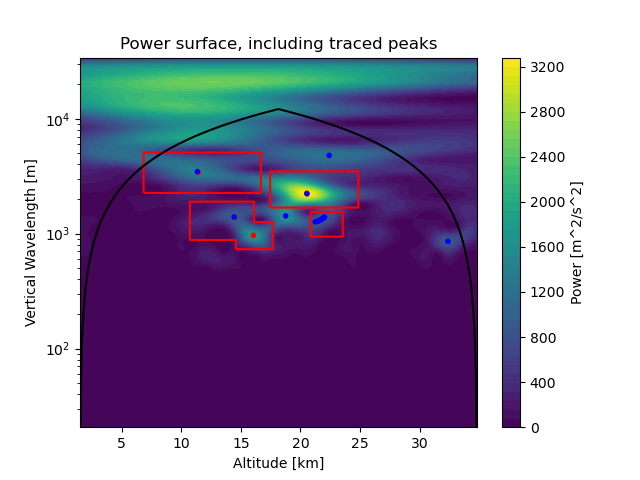 Power surface, including traced peaks
Vertical Wavelength [m]
10^4
10^3
10^2
5 10 15 20 25 30
Altitude [km]
3200
2800
2400
2000
1600
1200
800
400
0
Power [m^2/s^2]